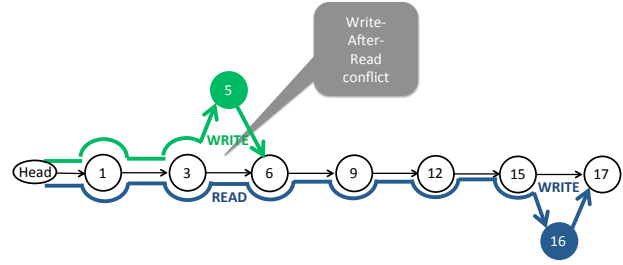 Write-
After-
Read
conflict
5
WRITE
Head
1
3
6
9
12
15
17
READ
WRITE
16